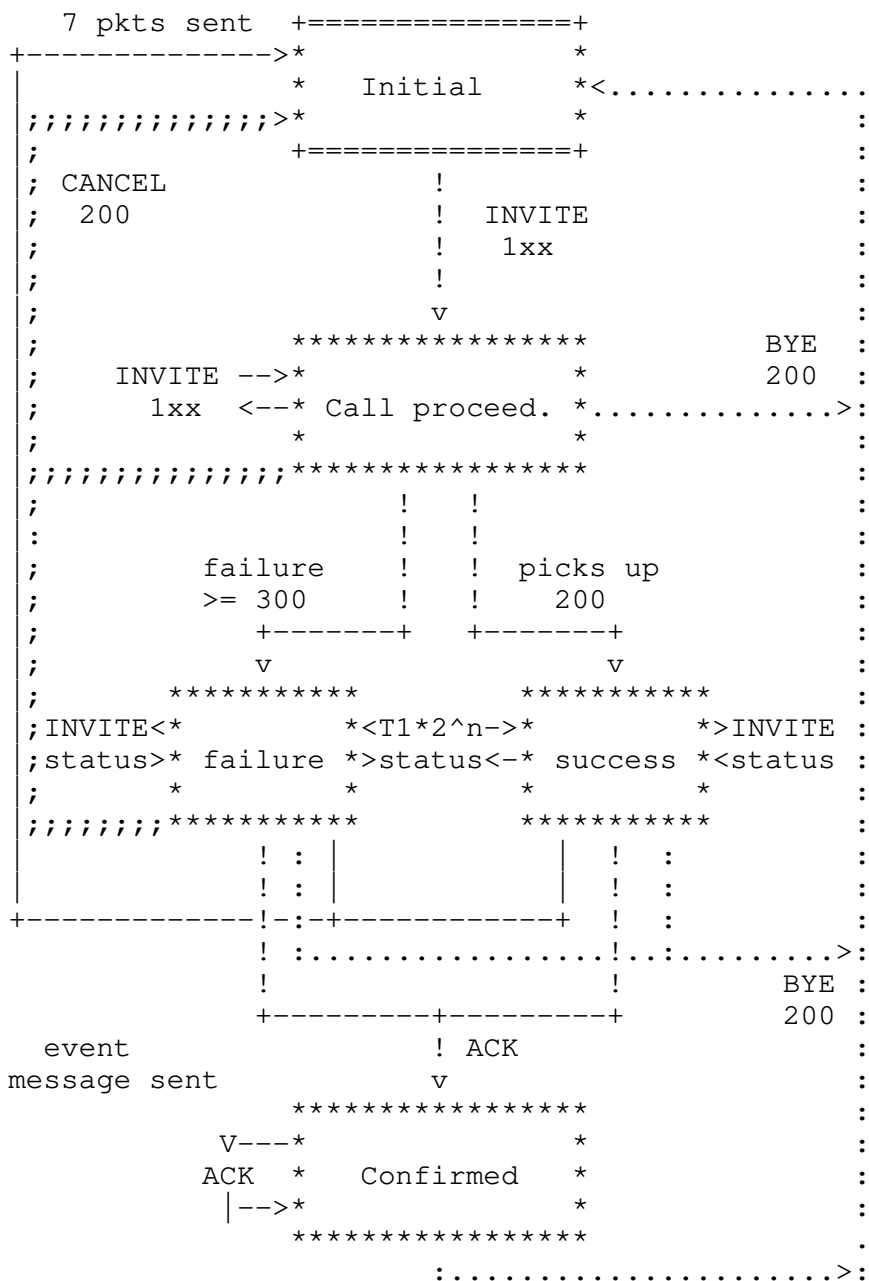 7 pkts sent
Initial
CANCEL
200 INVITE
1xx
BYE
INVITE 200
1xx Call proceed.
failure picks up
>= 300 200
INVITE T1*2^n INVITE
status failure status success status
BYE
200
event ACK
message sent
ACK Confirmed